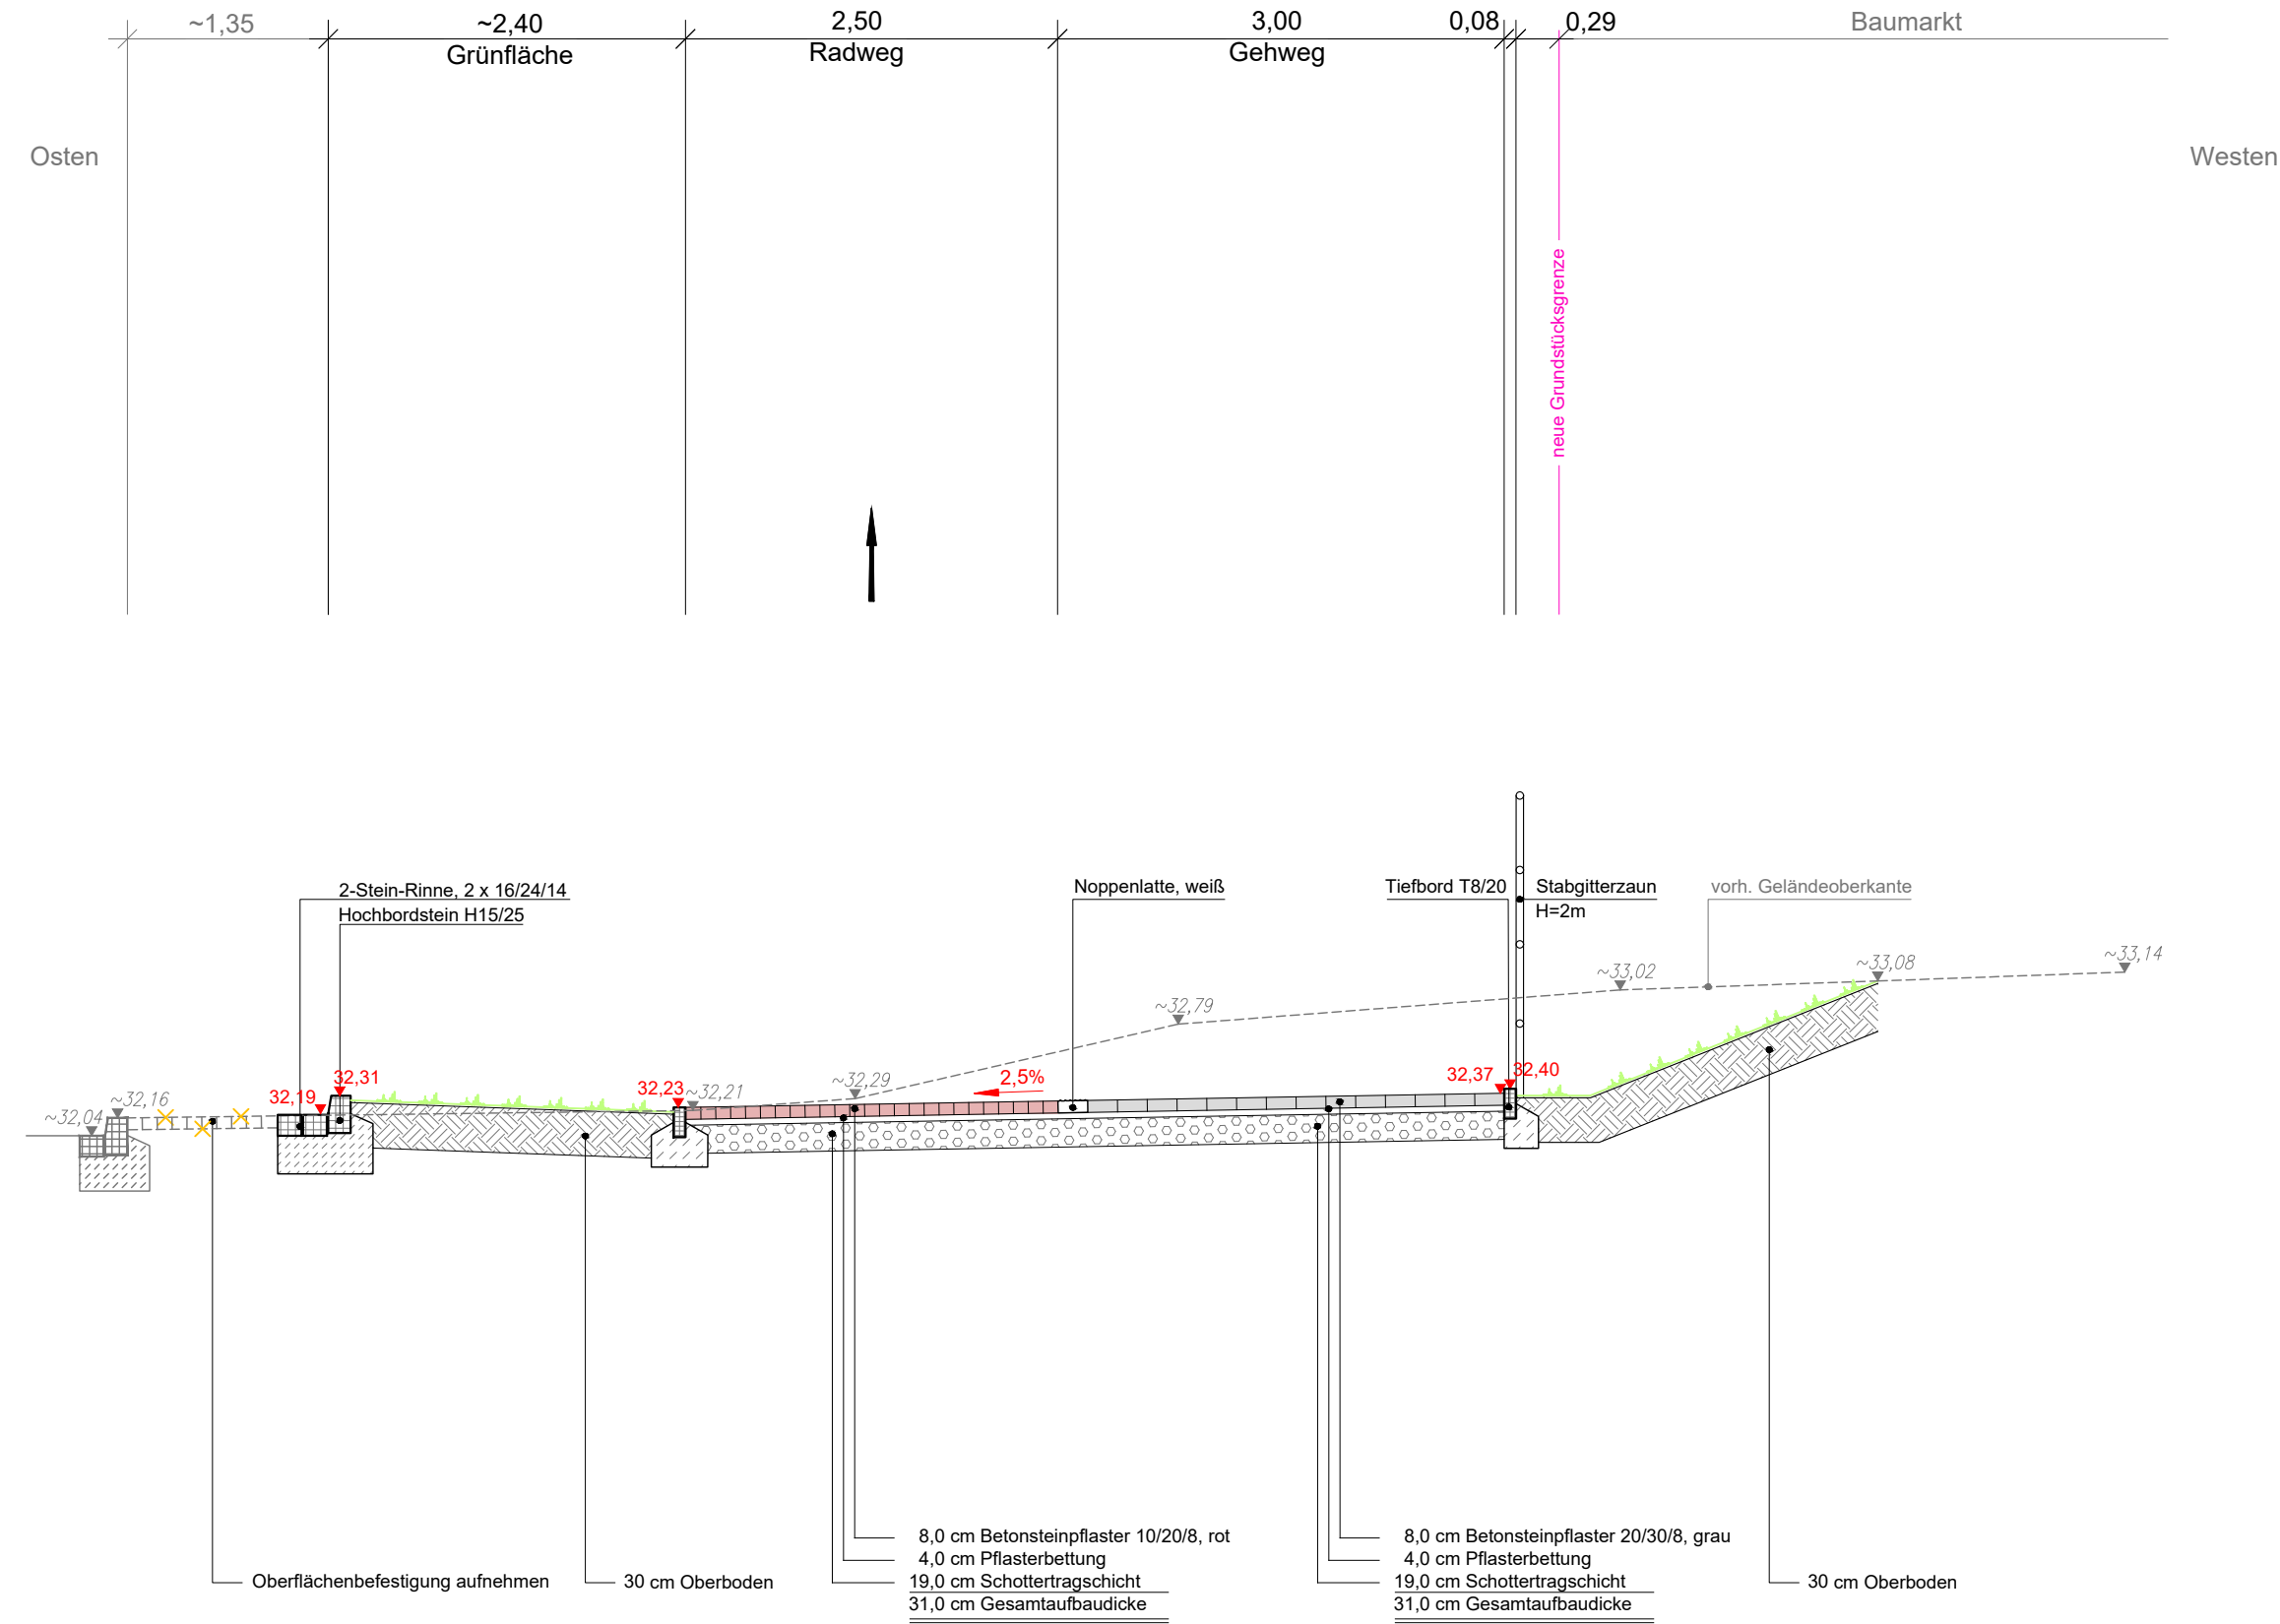 ~1,35
~2,40
2,50
3,00
0,08
0,29
Baumarkt
Grünfläche
Radweg
Gehweg
Osten
Westen
neue Grundstücksgrenze
2-Stein-Rinne, 2 x 16/24/14
Hochbordstein H15/25
Noppenlatte, weiß
Tiefbord T8/20
Stabgitterzaun
H=2m
vorh. Geländeoberkante
~33,14
~33,08
~33,02
~32,79
~32,29
2,5%
32,37
32,40
32,31
32,19
32,23
~32,21
~32,16
~32,04
8,0 cm Betonsteinpflaster 10/20/8, rot
4,0 cm Pflasterbettung
19,0 cm Schottertragschicht
31,0 cm Gesamtaufbaudicke
8,0 cm Betonsteinpflaster 20/30/8, grau
4,0 cm Pflasterbettung
19,0 cm Schottertragschicht
31,0 cm Gesamtaufbaudicke
Oberflächenbefestigung aufnehmen
30 cm Oberboden
30 cm Oberboden